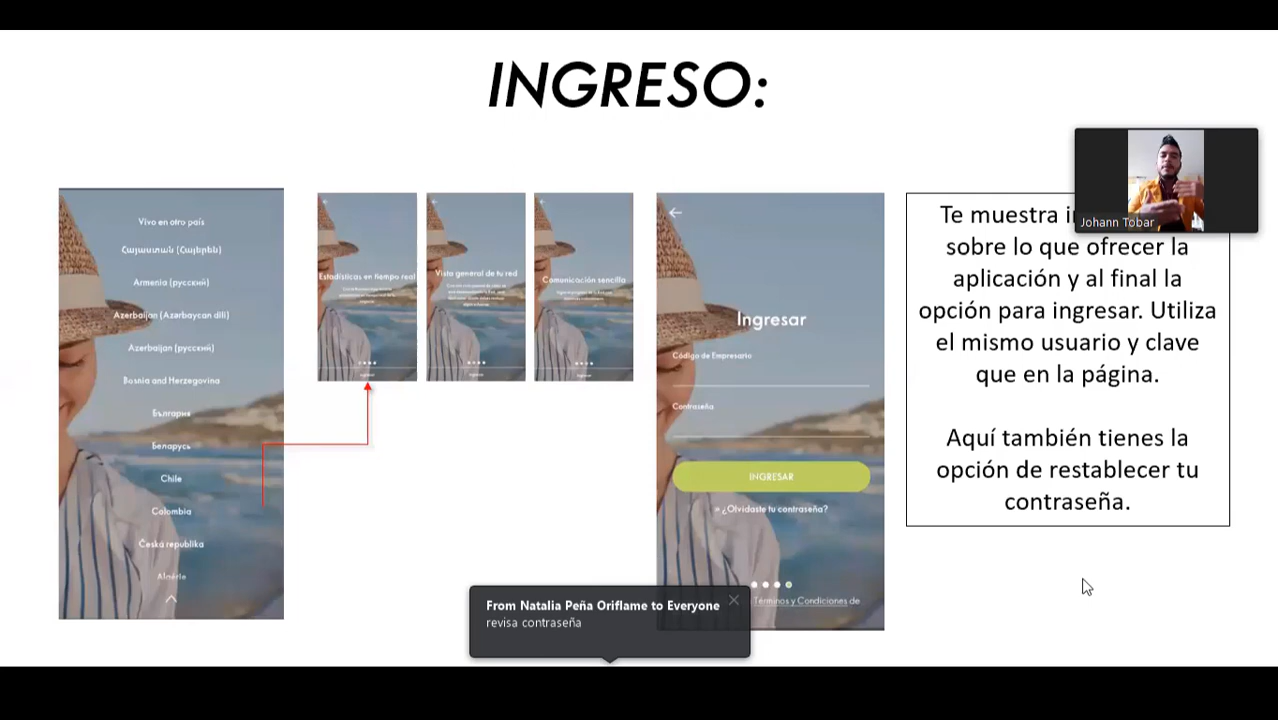 INGRESO:
Vivo en otro país
Հայաստան (Հայերեն)
Armenia (русский)
Azerbaijan (Azərbaycan dili)
Azerbaijan (русский)
Bosnia and Herzegovina
България
Беларусь
Chile
Colombia
Česká republika
Algérie
Estadísticas en tiempo real
Vista general de tu red
Comunicación sencilla
Ingresar
Código de Empresario
Contraseña
INGRESAR
» ¿Olvidaste tu contraseña?
Términos y Condiciones de
Te muestra
sobre lo que ofrecer la
aplicación y al final la
opción para ingresar. Utiliza
el mismo usuario y clave
que en la página.
Aquí también tienes la
opción de restablecer tu
contraseña.
Johann Tobar
From Natalia Peña Oriflame to Everyone
revisa contraseña